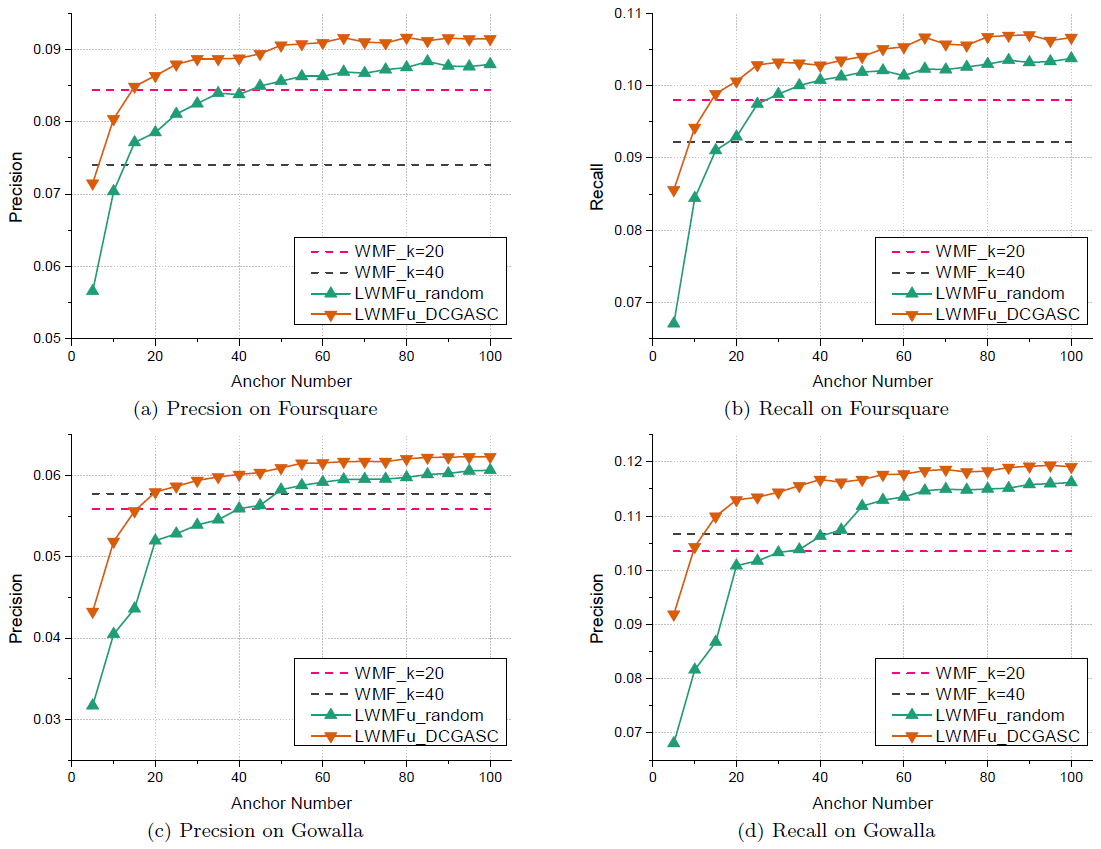 0.09
0.08
0.07
0.06
0.05
Precision
WMF_k=20
WMF_k=40
LWMFu_random
LWMFu_DCGASC
0 20 40 60 80 100
Anchor Number
(a) Precsion on Foursquare
0.11
0.10
0.09
0.08
0.07
Recall
WMF_k=20
WMF_k=40
LWMFu_random
LWMFu_DCGASC
0 20 40 60 80 100
Anchor Number
(b) Recall on Foursquare
0.06
0.05
0.04
0.03
Precision
WMF_k=20
WMF_k=40
LWMFu_random
LWMFu_DCGASC
0 20 40 60 80 100
Anchor Number
(c) Precsion on Gowalla
0.12
0.11
0.10
0.09
0.08
0.07
Precision
WMF_k=20
WMF_k=40
LWMFu_random
LWMFu_DCGASC
0 20 40 60 80 100
Anchor Number
(d) Recall on Gowalla